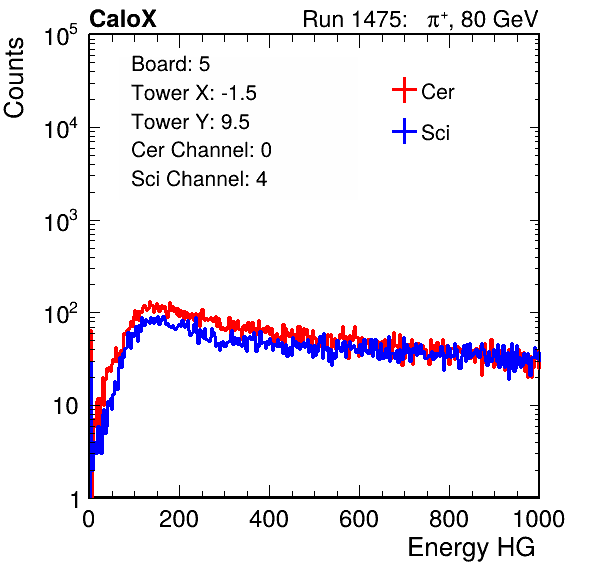 CaloX Run 1475: π⁺, 80 GeV
Counts
10⁵
10⁴
10³
10²
10
1
Board: 5
Tower X: -1.5
Tower Y: 9.5
Cer Channel: 0
Sci Channel: 4
Cer
Sci
0 200 400 600 800 1000
Energy HG